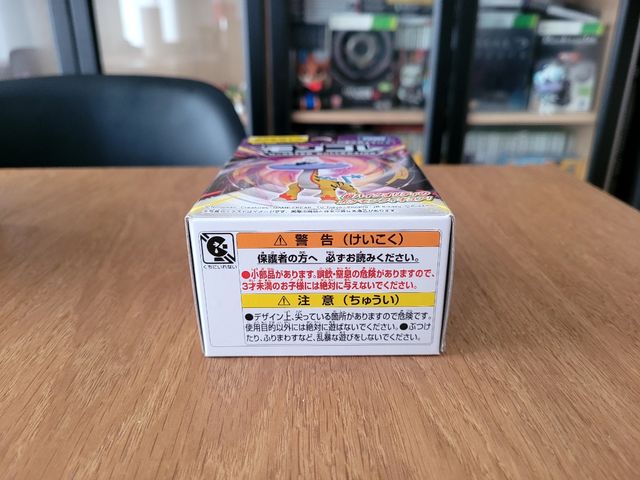 モンコレ
⚠ 警告(けいこく)
保護者の方へ 必ずお読みください。
●小部品があります。誤飲・窒息の危険がありますので、
3才未満のお子様には絶対に与えないでください。
くちにいれない
⚠ 注意(ちゅうい)
●デザイン上、尖っている箇所がありますので危険です。
使用目的以外には絶対に遊ばないでください。●ぶつけ
たり、ふりまわすなど、乱暴な遊びをしないでください。